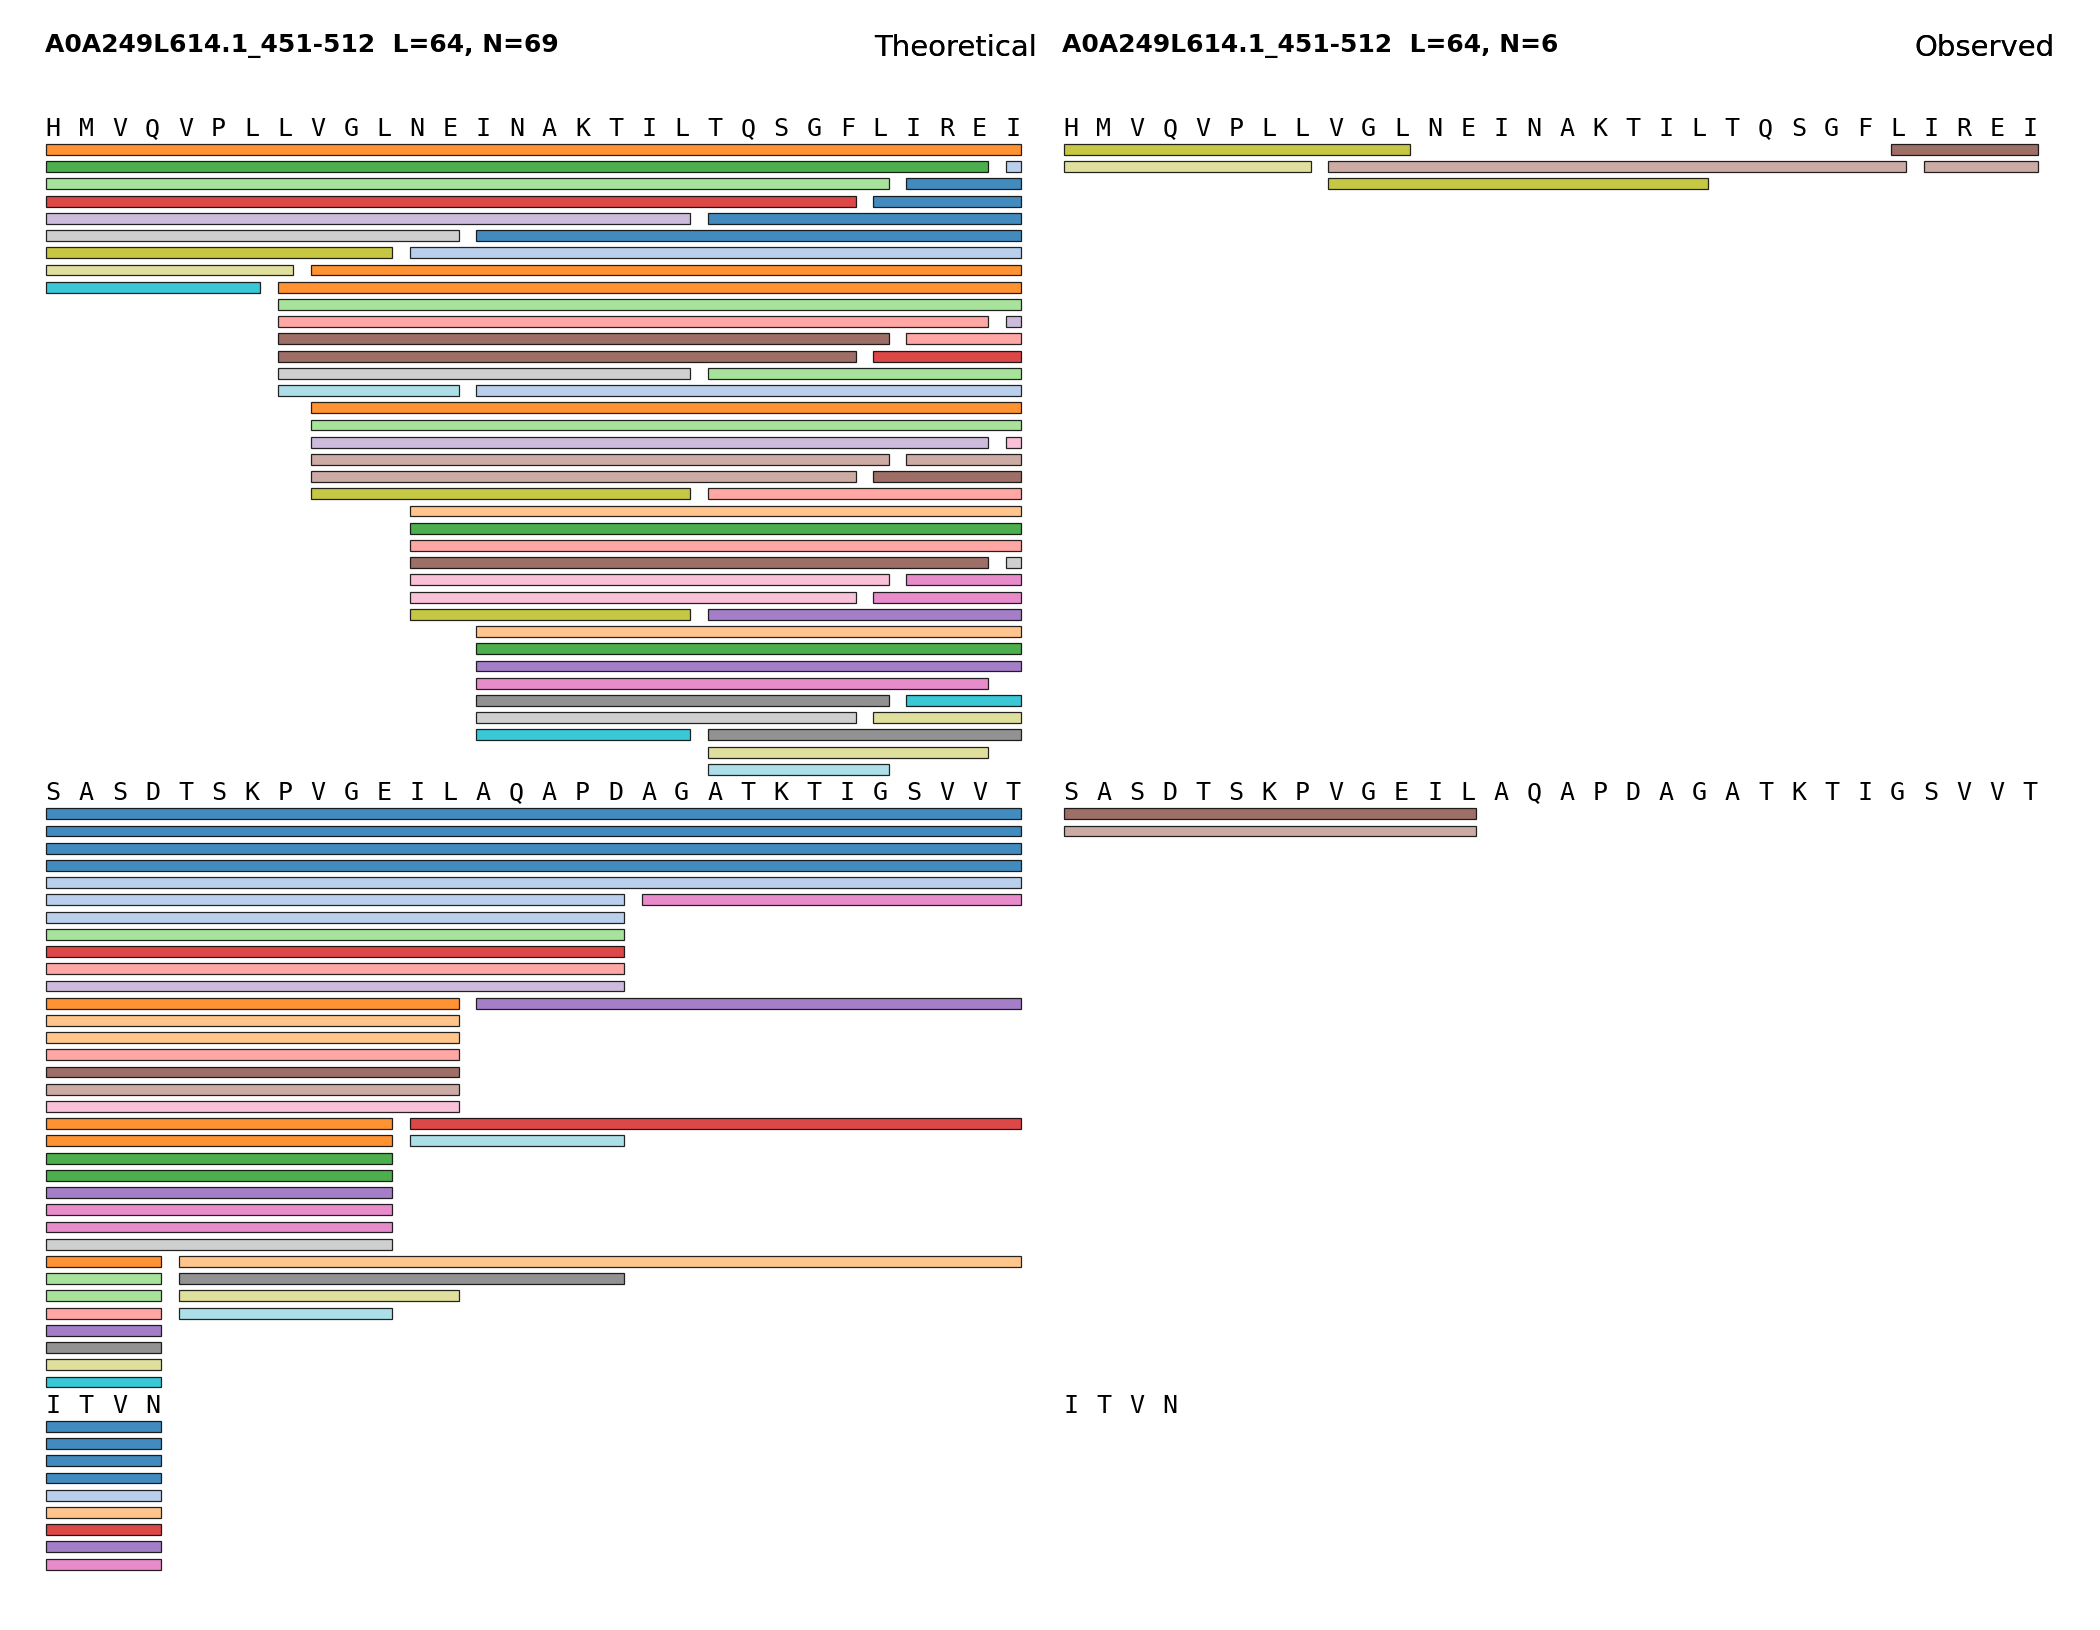 A0A249L614.1_451-512 L=64, N=69 Theoretical
A0A249L614.1_451-512 L=64, N=6 Observed
H M V Q V P L L V G L N E I N A K T I L T Q S G F L I R E I
H M V Q V P L L V G L N E I N A K T I L T Q S G F L I R E I
S A S D T S K P V G E I L A Q A P D A G A T K T I G S V V T
S A S D T S K P V G E I L A Q A P D A G A T K T I G S V V T
I T V N
I T V N